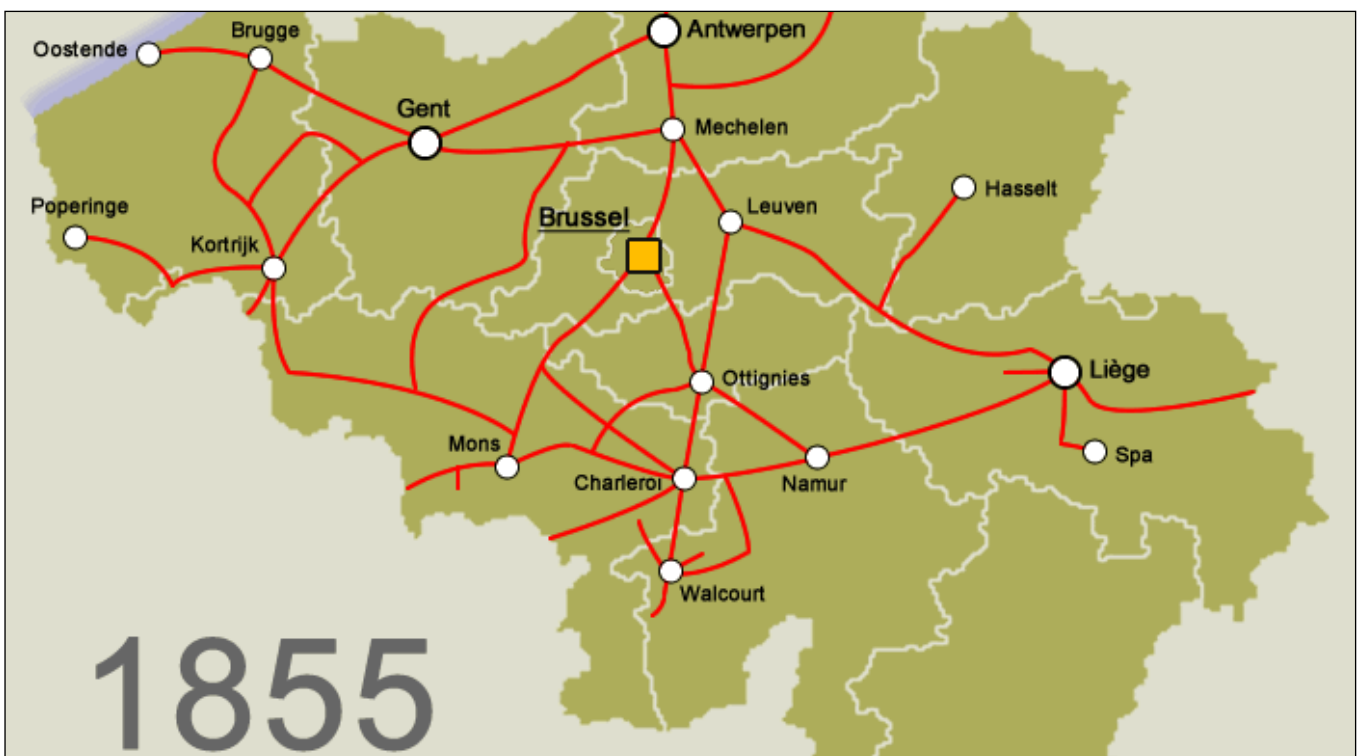 Brugge
Antwerpen
Oostende
Gent
Mechelen
Hasselt
Poperinge
Leuven
Brussel
Kortrijk
Liège
Ottignies
Mons
Spa
Charleroi
Namur
Walcourt
1855